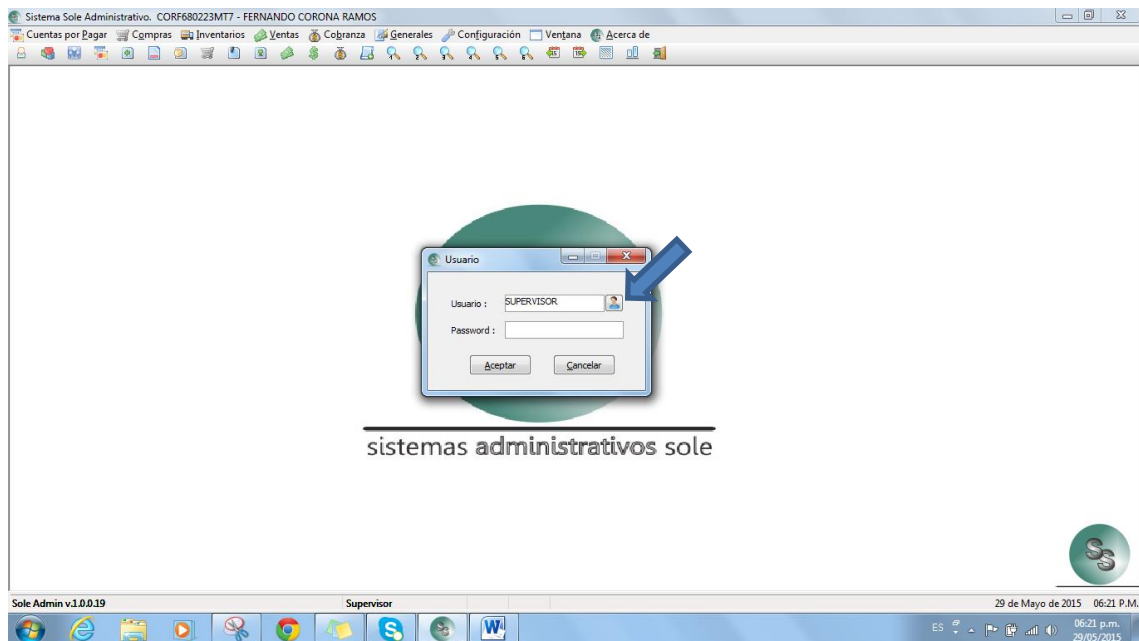 Sistema Sole Administrativo. CORF680223MT7 - FERNANDO CORONA RAMOS
Cuentas por Pagar Compras Inventarios Ventas Cobranza Generales Configuración Ventana Acerca de
Usuario
Usuario : SUPERVISOR
Password :
Aceptar Cancelar
sistemas administrativos sole
SS
Sole Admin v.1.0.0.19 Supervisor 29 de Mayo de 2015 06:21 P.M.
ES 06:21 p.m.
29/05/2015